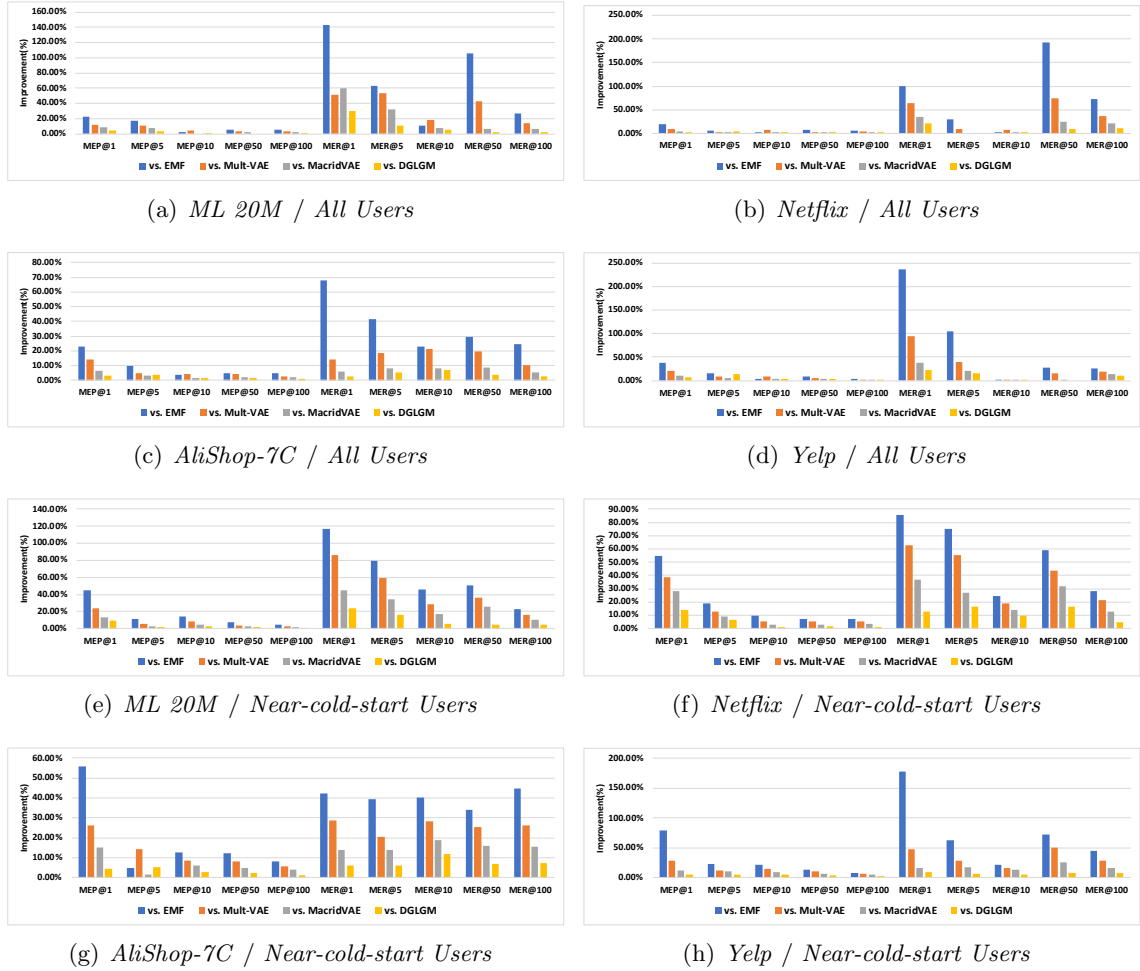 160.00%
140.00%
120.00%
100.00%
80.00%
60.00%
40.00%
20.00%
0.00%
Improvement(%)
MEP@1 MEP@5 MEP@10 MEP@50 MEP@100 MER@1 MER@5 MER@10 MER@50 MER@100
vs. EMF vs. Mult-VAE vs. MacridVAE vs. DGLGM
(a) ML 20M / All Users
250.00%
200.00%
150.00%
100.00%
50.00%
0.00%
Improvement(%)
MEP@1 MEP@5 MEP@10 MEP@50 MEP@100 MER@1 MER@5 MER@10 MER@50 MER@100
vs. EMF vs. Mult-VAE vs. MacridVAE vs. DGLGM
(b) Netflix / All Users
80.00%
70.00%
60.00%
50.00%
40.00%
30.00%
20.00%
10.00%
0.00%
Improvement(%)
MEP@1 MEP@5 MEP@10 MEP@50 MEP@100 MER@1 MER@5 MER@10 MER@50 MER@100
vs. EMF vs. Mult-VAE vs. MacridVAE vs. DGLGM
(c) AliShop-7C / All Users
250.00%
200.00%
150.00%
100.00%
50.00%
0.00%
Improvement(%)
MEP@1 MEP@5 MEP@10 MEP@50 MEP@100 MER@1 MER@5 MER@10 MER@50 MER@100
vs. EMF vs. Mult-VAE vs. MacridVAE vs. DGLGM
(d) Yelp / All Users
140.00%
120.00%
100.00%
80.00%
60.00%
40.00%
20.00%
0.00%
Improvement(%)
MEP@1 MEP@5 MEP@10 MEP@50 MEP@100 MER@1 MER@5 MER@10 MER@50 MER@100
vs. EMF vs. Mult-VAE vs. MacridVAE vs. DGLGM
(e) ML 20M / Near-cold-start Users
90.00%
80.00%
70.00%
60.00%
50.00%
40.00%
30.00%
20.00%
10.00%
0.00%
Improvement(%)
MEP@1 MEP@5 MEP@10 MEP@50 MEP@100 MER@1 MER@5 MER@10 MER@50 MER@100
vs. EMF vs. Mult-VAE vs. MacridVAE vs. DGLGM
(f) Netflix / Near-cold-start Users
60.00%
50.00%
40.00%
30.00%
20.00%
10.00%
0.00%
Improvement(%)
MEP@1 MEP@5 MEP@10 MEP@50 MEP@100 MER@1 MER@5 MER@10 MER@50 MER@100
vs. EMF vs. Mult-VAE vs. MacridVAE vs. DGLGM
(g) AliShop-7C / Near-cold-start Users
200.00%
150.00%
100.00%
50.00%
0.00%
Improvement(%)
MEP@1 MEP@5 MEP@10 MEP@50 MEP@100 MER@1 MER@5 MER@10 MER@50 MER@100
vs. EMF vs. Mult-VAE vs. MacridVAE vs. DGLGM
(h) Yelp / Near-cold-start Users